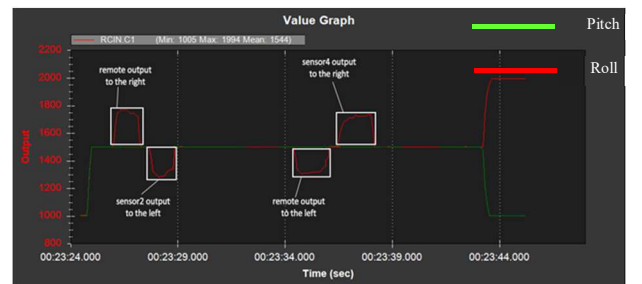 Value Graph
Pitch
RCIN.C1 (Min: 1005 Max: 1994 Mean: 1544)
Roll
2200
2000
1800
1600
1400
1200
1000
800
Output
remote output
to the right
sensor4 output
to the right
sensor2 output
to the left
remote output
to the left
00:23:24.000
00:23:29.000
00:23:34.000
00:23:39.000
00:23:44.000
Time (sec)